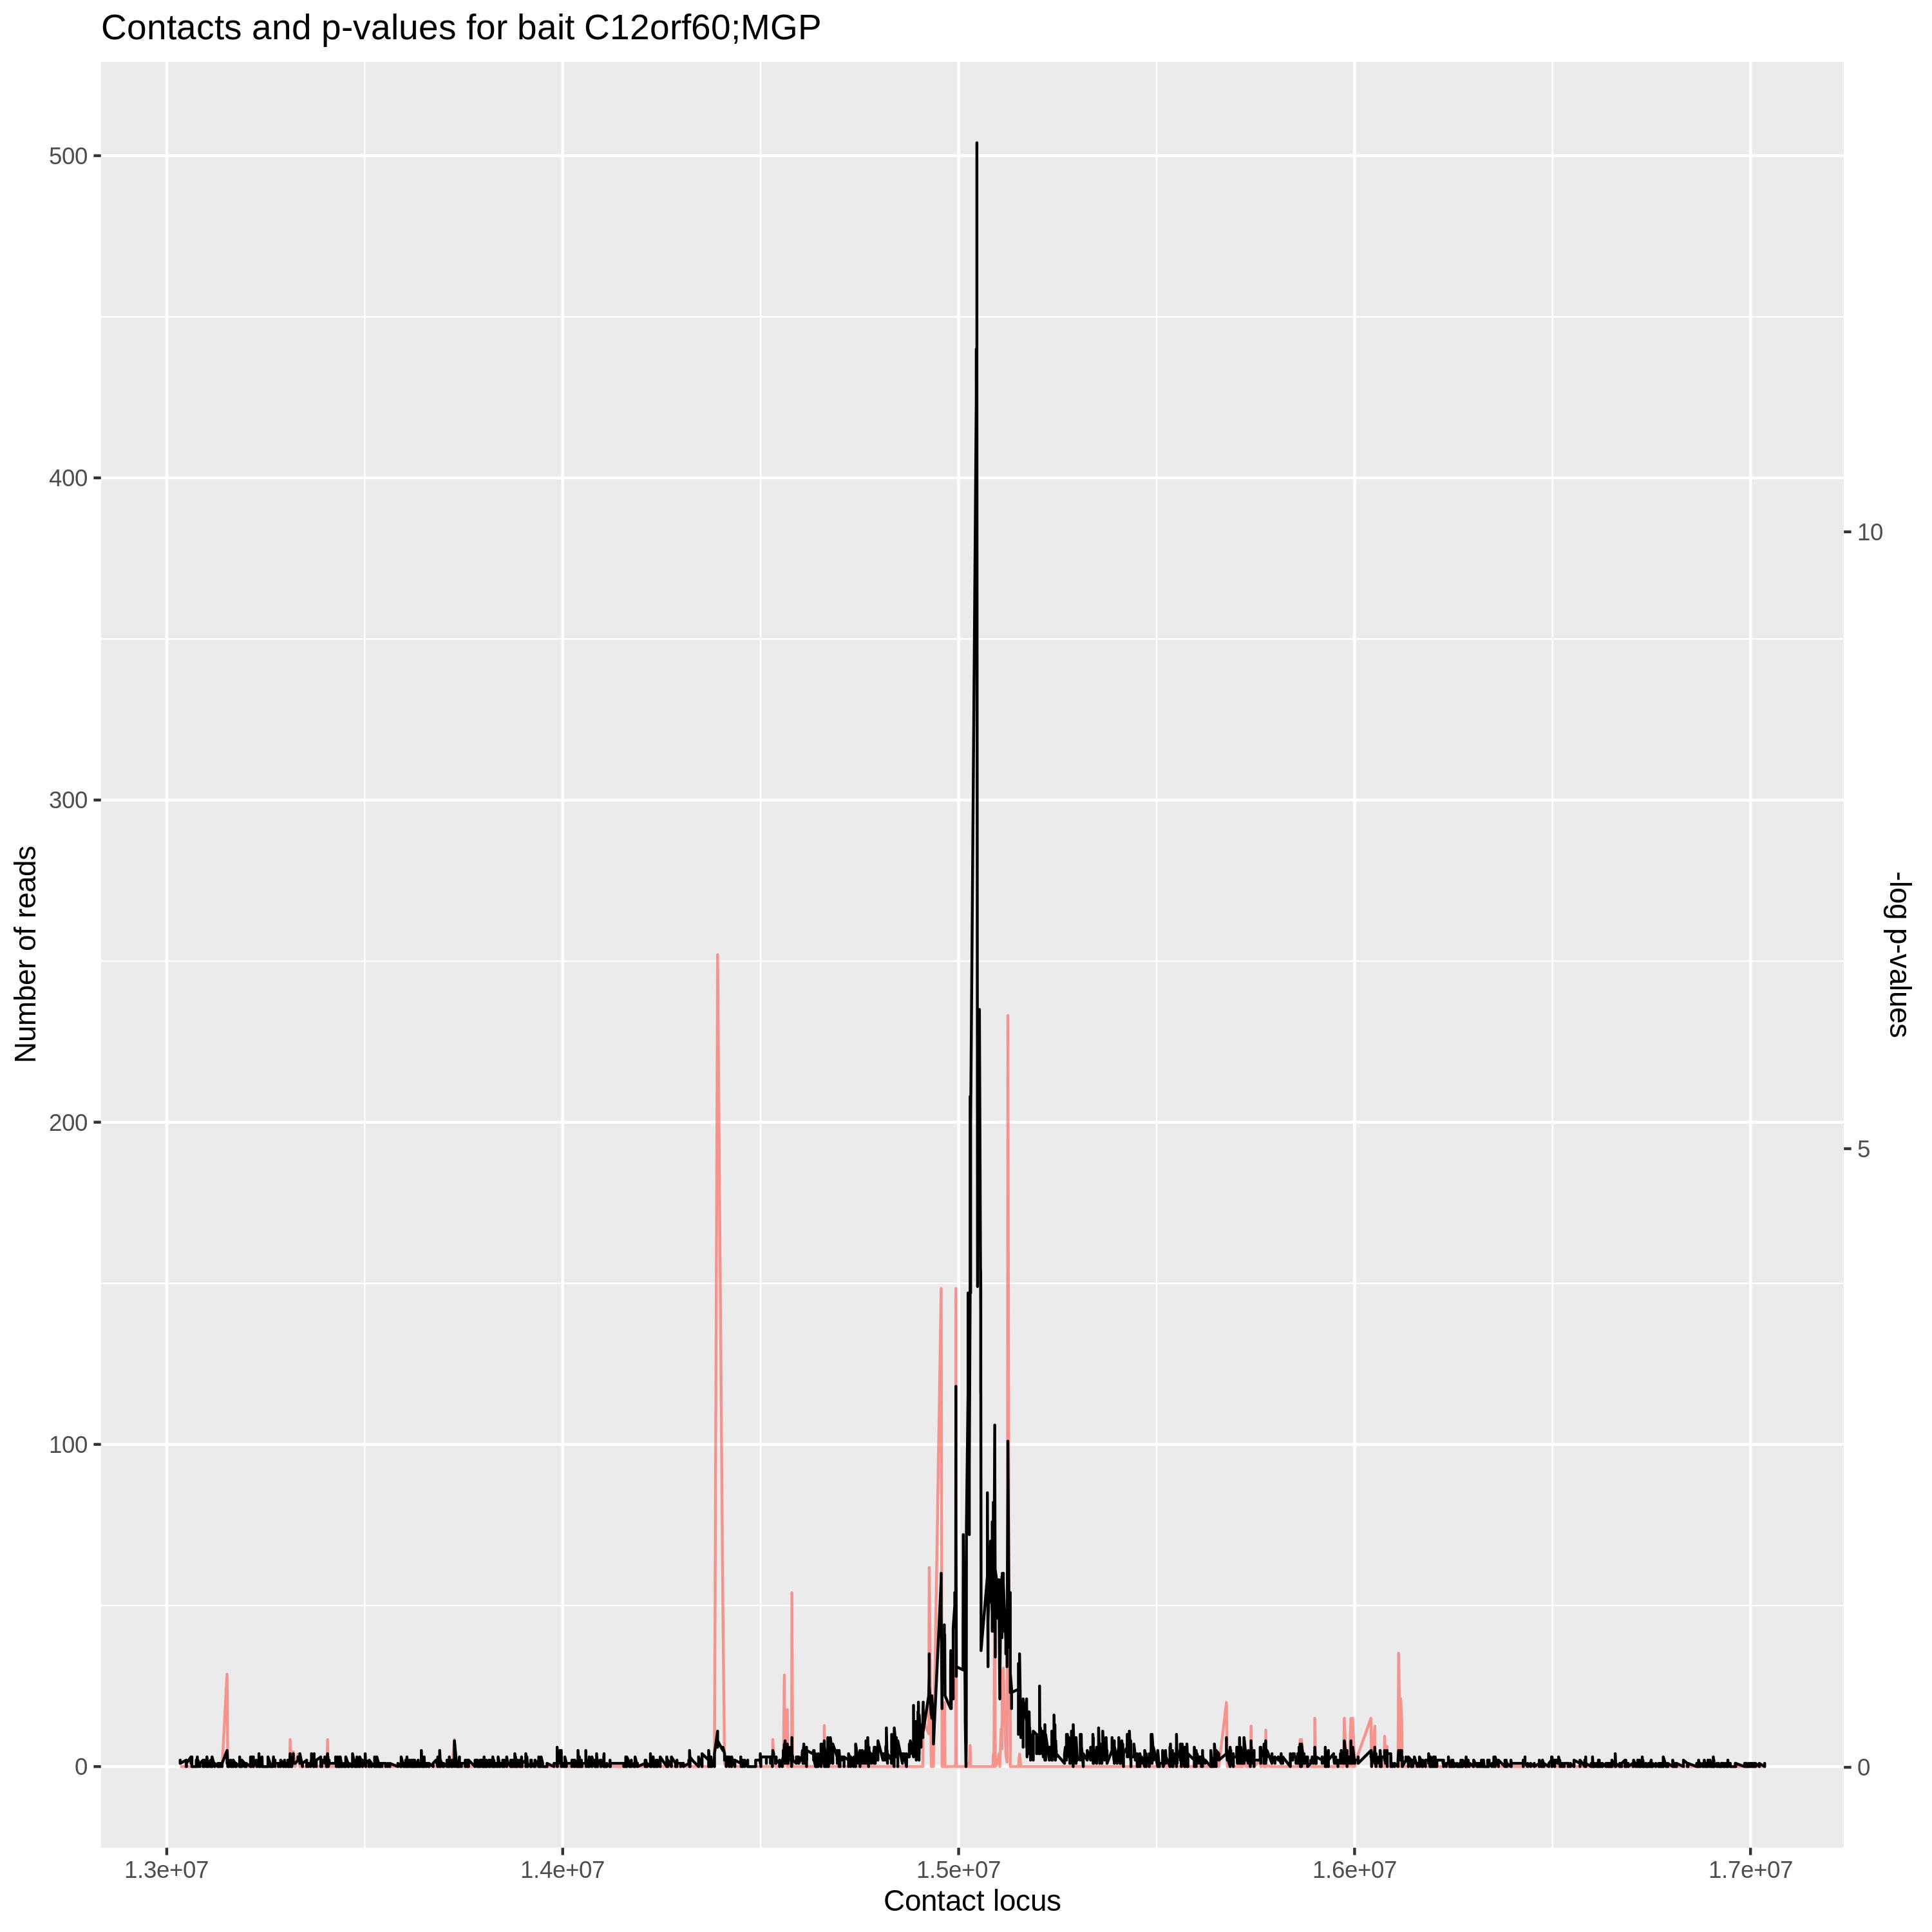 Contacts and p-values for bait C12orf60;MGP
500
400
300
200
100
0
Number of reads
10
5
0
-log p-values
1.3e+07
1.4e+07
1.5e+07
1.6e+07
1.7e+07
Contact locus